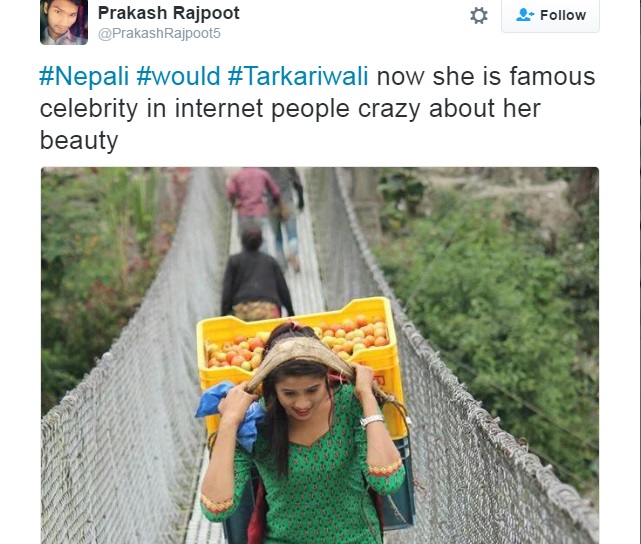 Prakash Rajpoot
@PrakashRajpoot5
Follow
#Nepali #would #Tarkariwali now she is famous
celebrity in internet people crazy about her
beauty